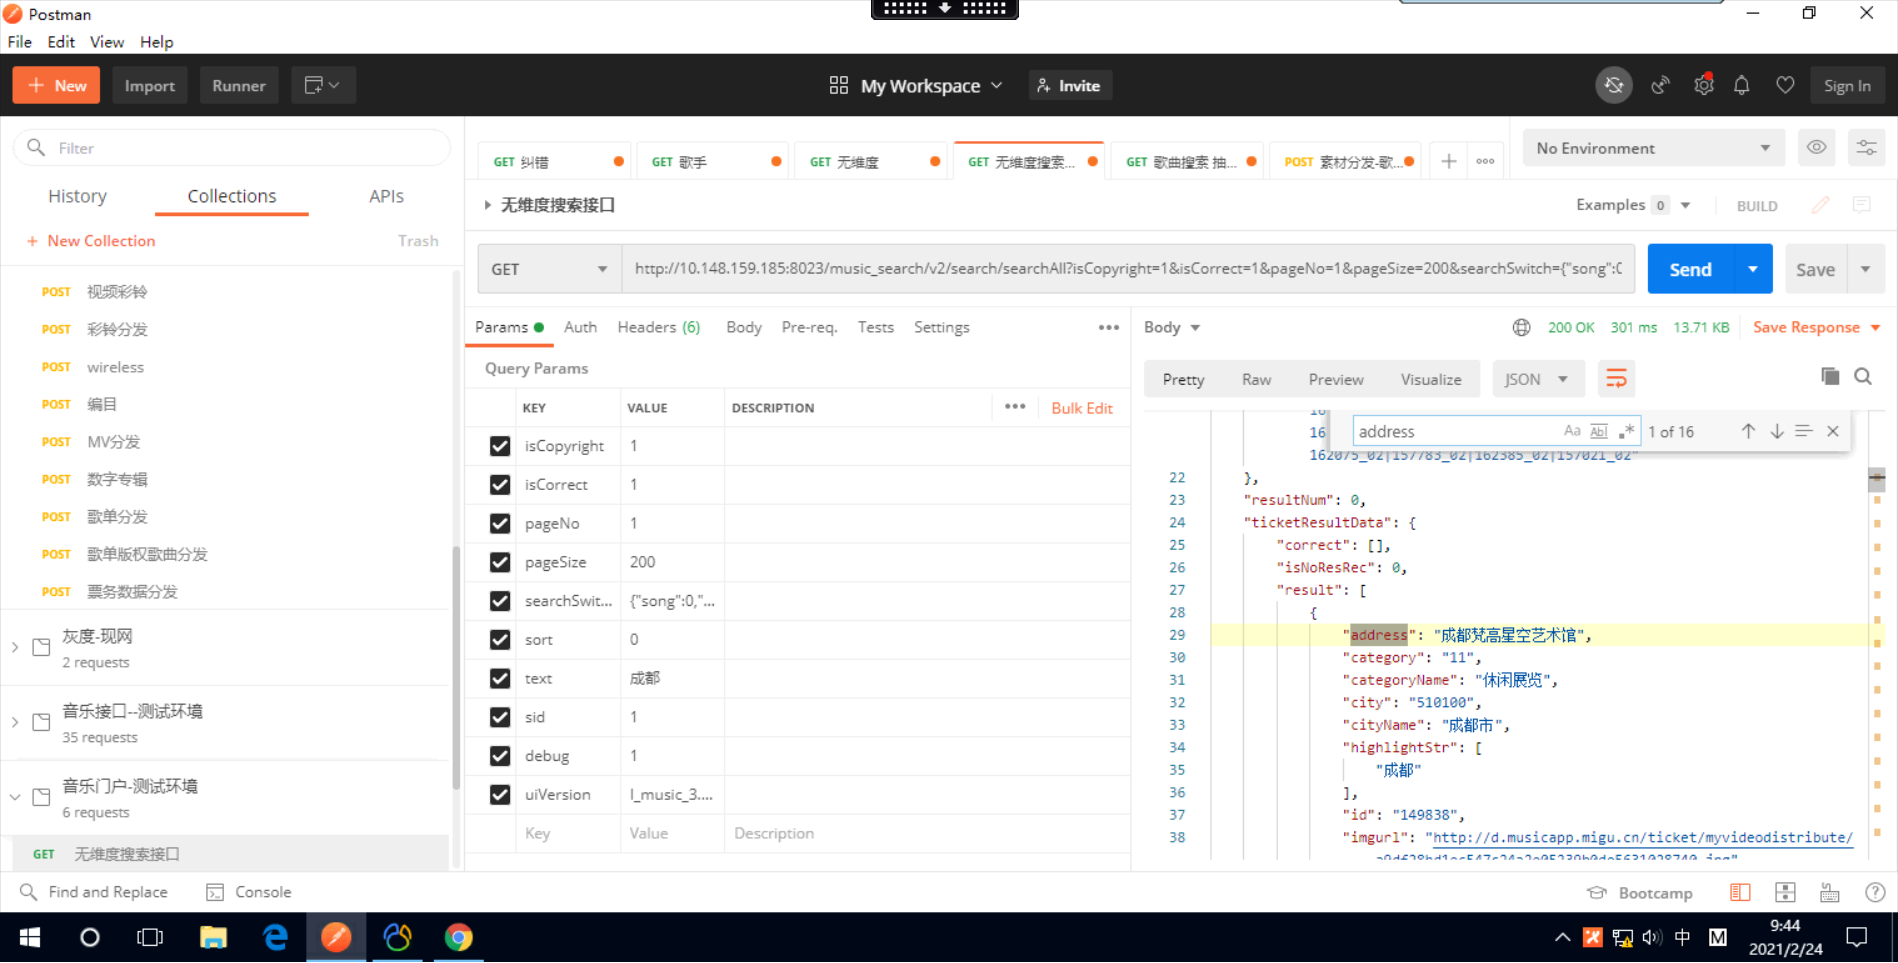 Postman
File Edit View Help
New Import Runner My Workspace Invite Sign In
Filter
History Collections APIs
+ New Collection Trash
POST 视频彩铃
POST 彩铃分发
POST wireless
POST 编目
POST MV分发
POST 数字专辑
POST 歌单分发
POST 歌单版权歌曲分发
POST 票务数据分发
灰度-现网
2 requests
音乐接口--测试环境
35 requests
音乐门户-测试环境
6 requests
GET 无维度搜索接口
GET 纠错 GET 歌手 GET 无维度 GET 无维度搜索... GET 歌曲搜索 抽... POST 素材分发-歌...
No Environment
无维度搜索接口
Examples 0 BUILD
GET http://10.148.159.185:8023/music_search/v2/search/searchAll?isCopyright=1&isCorrect=1&pageNo=1&pageSize=200&searchSwitch={"song":0
Send Save
Params Auth Headers (6) Body Pre-req. Tests Settings
Query Params
KEY VALUE DESCRIPTION Bulk Edit
isCopyright 1
isCorrect 1
pageNo 1
pageSize 200
searchSwit... {"song":0,"...
sort 0
text 成都
sid 1
debug 1
uiVersion I_music_3....
Key Value Description
Body 200 OK 301 ms 13.71 KB Save Response
Pretty Raw Preview Visualize JSON
address Aa Abl .* 1 of 16
16
162075_02|157783_02|162385_02|157021_02"
22 },
23 "resultNum": 0,
24 "ticketResultData": {
25 "correct": [],
26 "isNoResRec": 0,
27 "result": [
28 {
29 "address": "成都梵高星空艺术馆",
30 "category": "11",
31 "categoryName": "休闲展览",
32 "city": "510100",
33 "cityName": "成都市",
34 "highlightStr": [
35 "成都"
36 ],
37 "id": "149838",
38 "imgurl": "http://d.musicapp.migu.cn/ticket/myvideodistribute/
Find and Replace Console Bootcamp
中 M
9:44
2021/2/24